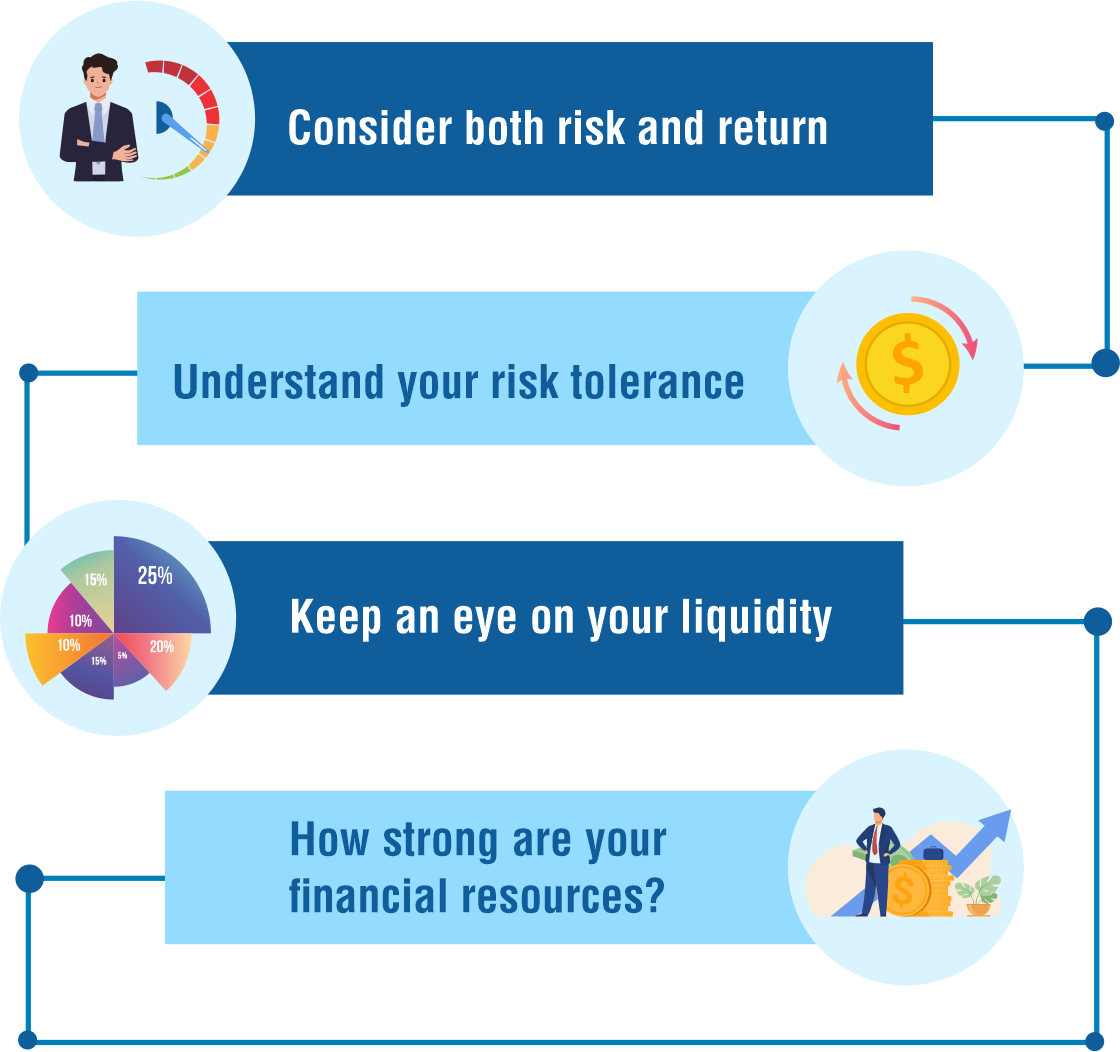 Consider both risk and return
Understand your risk tolerance
$
Keep an eye on your liquidity
25%
15%
10%
10%
15%
5%
20%
How strong are your
financial resources?
$